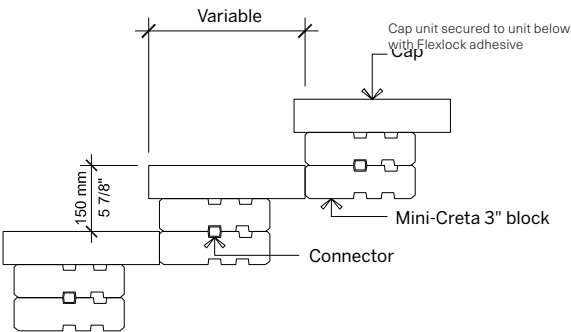 Variable
Cap unit secured to unit below
with Flexlock adhesive
Cap
150 mm
5 7/8"
Mini-Creta 3" block
Connector